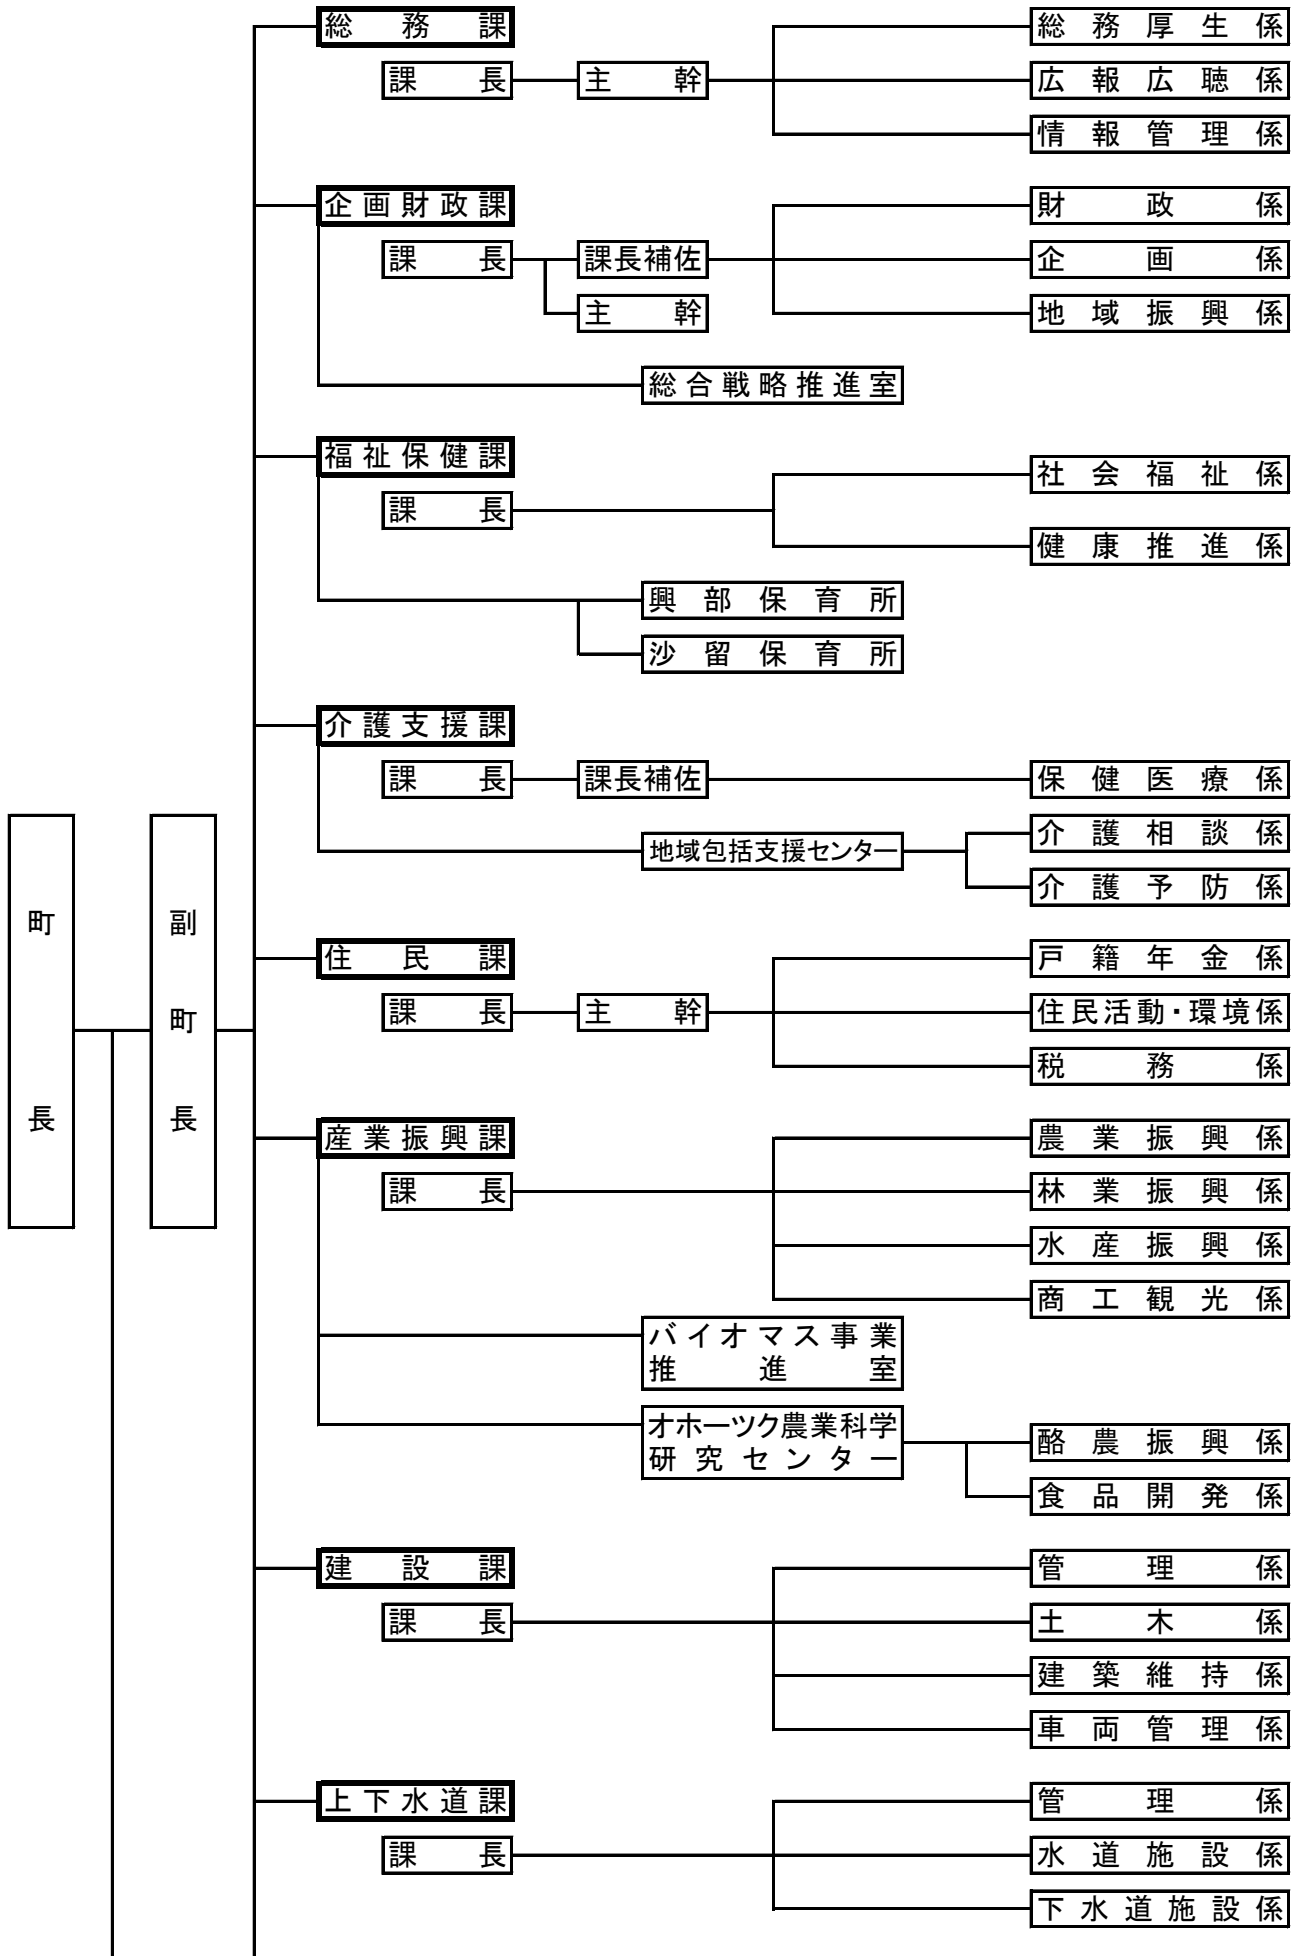 町長
副町長
総務課
課長
主幹
総務厚生係
広報広聴係
情報管理係
企画財政課
課長
課長補佐
主幹
財政係
企画係
地域振興係
総合戦略推進室
福祉保健課
課長
社会福祉係
健康推進係
興部保育所
沙留保育所
介護支援課
課長
課長補佐
保健医療係
地域包括支援センター
介護相談係
介護予防係
住民課
課長
主幹
戸籍年金係
住民活動・環境係
税務係
産業振興課
課長
農業振興係
林業振興係
水産振興係
商工観光係
バイオマス事業
推進室
オホーツク農業科学
研究センター
酪農振興係
食品開発係
建設課
課長
管理係
土木係
建築維持係
車両管理係
上下水道課
課長
管理係
水道施設係
下水道施設係